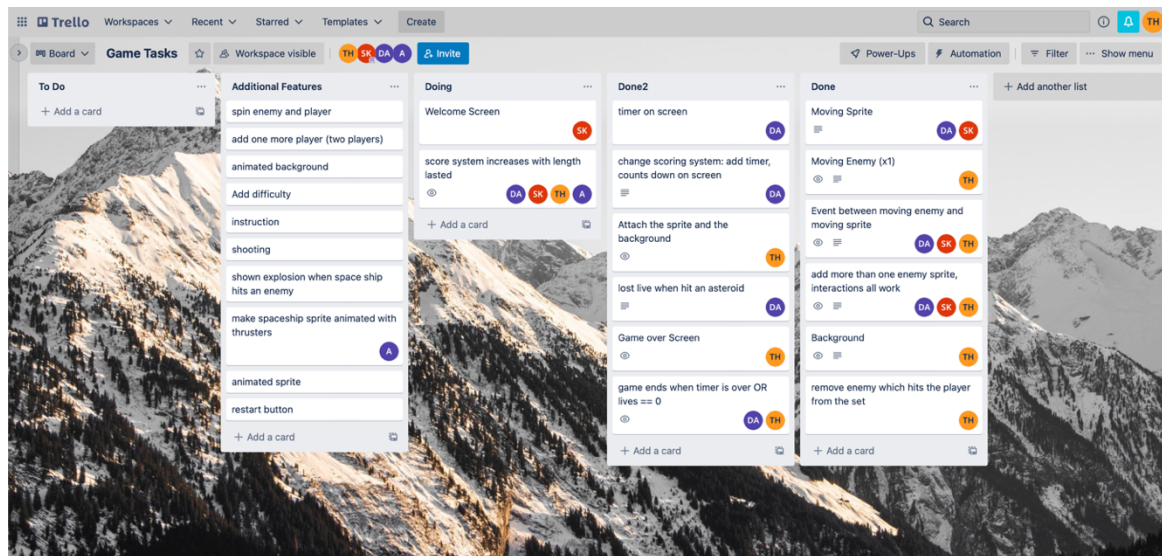 Trello Workspaces Recent Starred Templates Create Search TH
Board Game Tasks Workspace visible TH SK DA A Invite Power-Ups Automation Filter ... Show menu
To Do ...
+ Add a card
Additional Features ...
spin enemy and player
add one more player (two players)
animated background
Add difficulty
instruction
shooting
shown explosion when space ship
hits an enemy
make spaceship sprite animated with
thrusters
A
animated sprite
restart button
+ Add a card
Doing ...
Welcome Screen
SK
score system increases with length
lasted
DA SK TH A
+ Add a card
Done2 ...
timer on screen
DA
change scoring system: add timer,
counts down on screen
DA
Attach the sprite and the
background
TH
lost live when hit an asteroid
DA
Game over Screen
TH
game ends when timer is over OR
lives == 0
DA TH
+ Add a card
Done ...
Moving Sprite
DA SK
Moving Enemy (x1)
TH
Event between moving enemy and
moving sprite
DA SK TH
add more than one enemy sprite,
interactions all work
DA SK TH
Background
TH
remove enemy which hits the player
from the set
TH
+ Add a card
+ Add another list